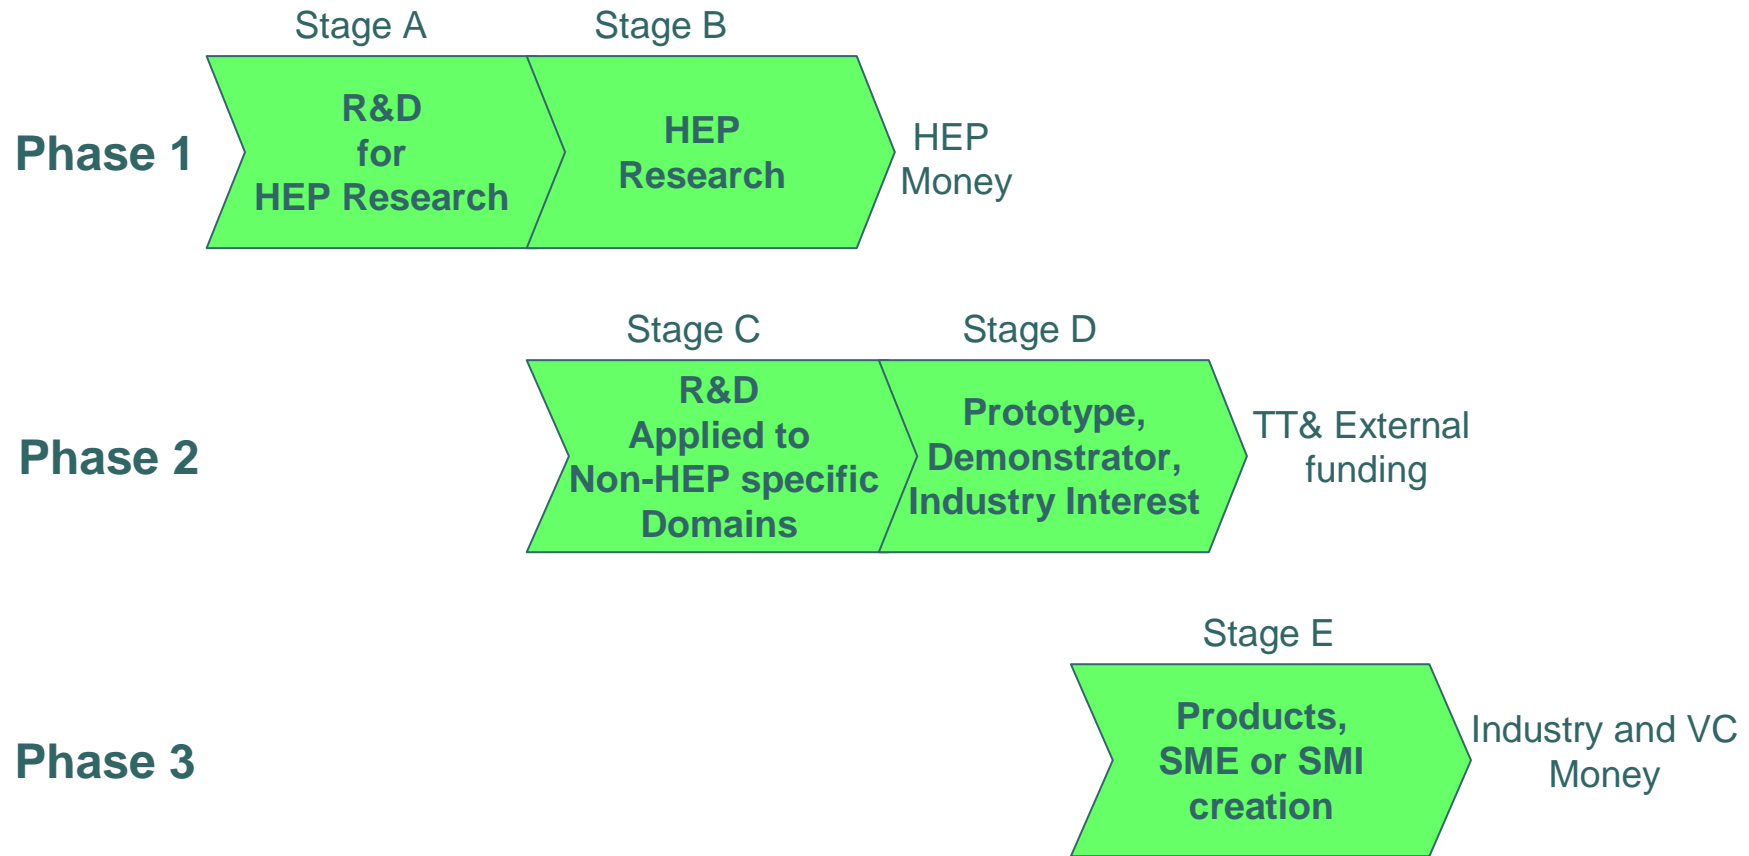 Stage A
Stage B
Phase 1
R&D
for
HEP Research
HEP
Research
HEP
Money
Stage C
Stage D
Phase 2
R&D
Applied to
Non-HEP specific
Domains
Prototype,
Demonstrator,
Industry Interest
TT& External
funding
Stage E
Phase 3
Products,
SME or SMI
creation
Industry and VC
Money